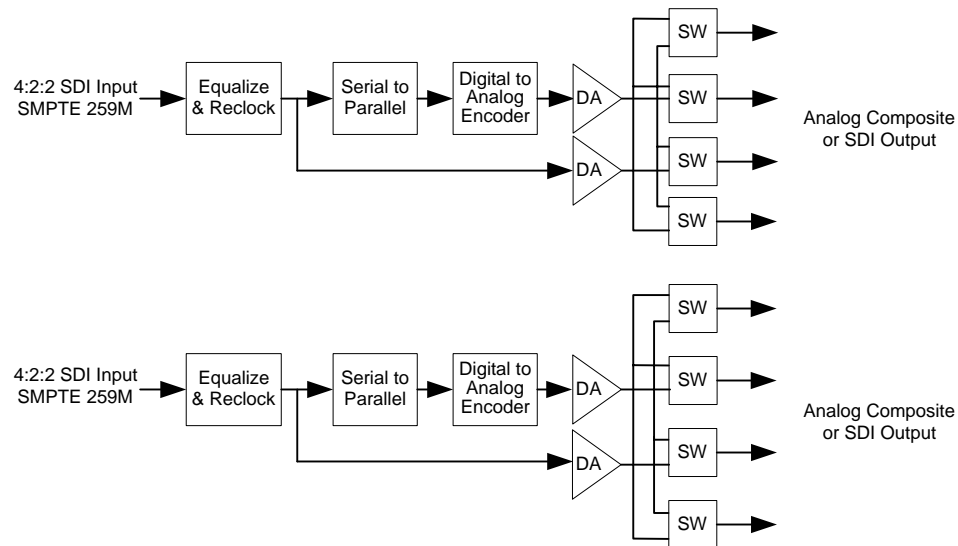 4:2:2 SDI Input
SMPTE 259M
Equalize
& Reclock
Serial to
Parallel
Digital to
Analog
Encoder
DA
DA
SW
SW
SW
SW
Analog Composite
or SDI Output
4:2:2 SDI Input
SMPTE 259M
Equalize
& Reclock
Serial to
Parallel
Digital to
Analog
Encoder
DA
DA
SW
SW
SW
SW
Analog Composite
or SDI Output